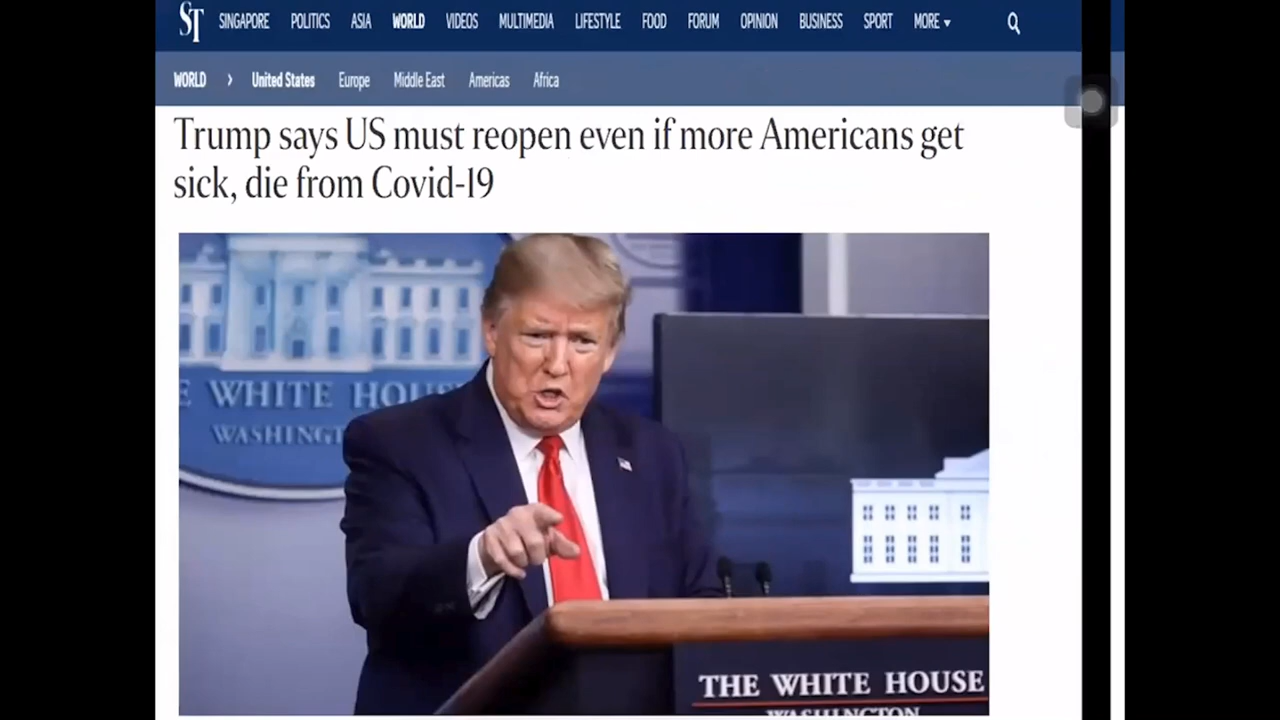 ST SINGAPORE POLITICS ASIA WORLD VIDEOS MULTIMEDIA LIFESTYLE FOOD FORUM OPINION BUSINESS SPORT MORE
WORLD > United States Europe Middle East Americas Africa
Trump says US must reopen even if more Americans get
sick, die from Covid-19
E WHITE HOUS
WASHINGT
THE WHITE HOUSE
WASHINGTON